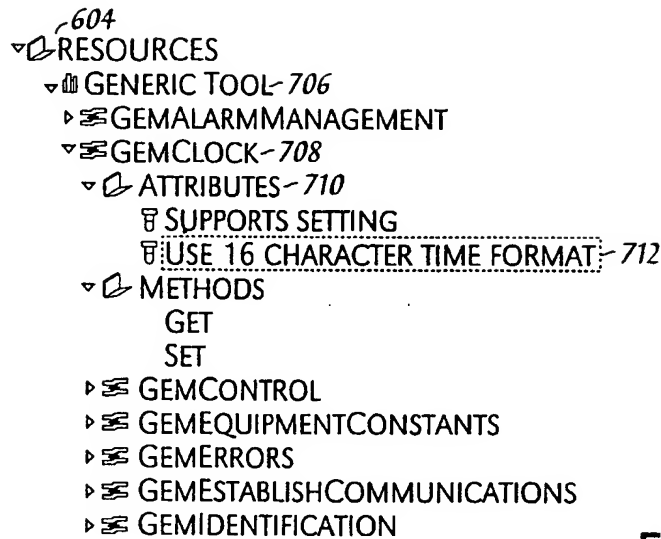 604
RESOURCES
GENERIC TOOL 706
GEMALARMMANAGEMENT
GEMCLOCK 708
ATTRIBUTES 710
SUPPORTS SETTING
USE 16 CHARACTER TIME FORMAT 712
METHODS
GET
SET
GEMCONTROL
GEMEQUIPMENTCONSTANTS
GEMERRORS
GEMESTABLISHCOMMUNICATIONS
GEMIDENTIFICATION